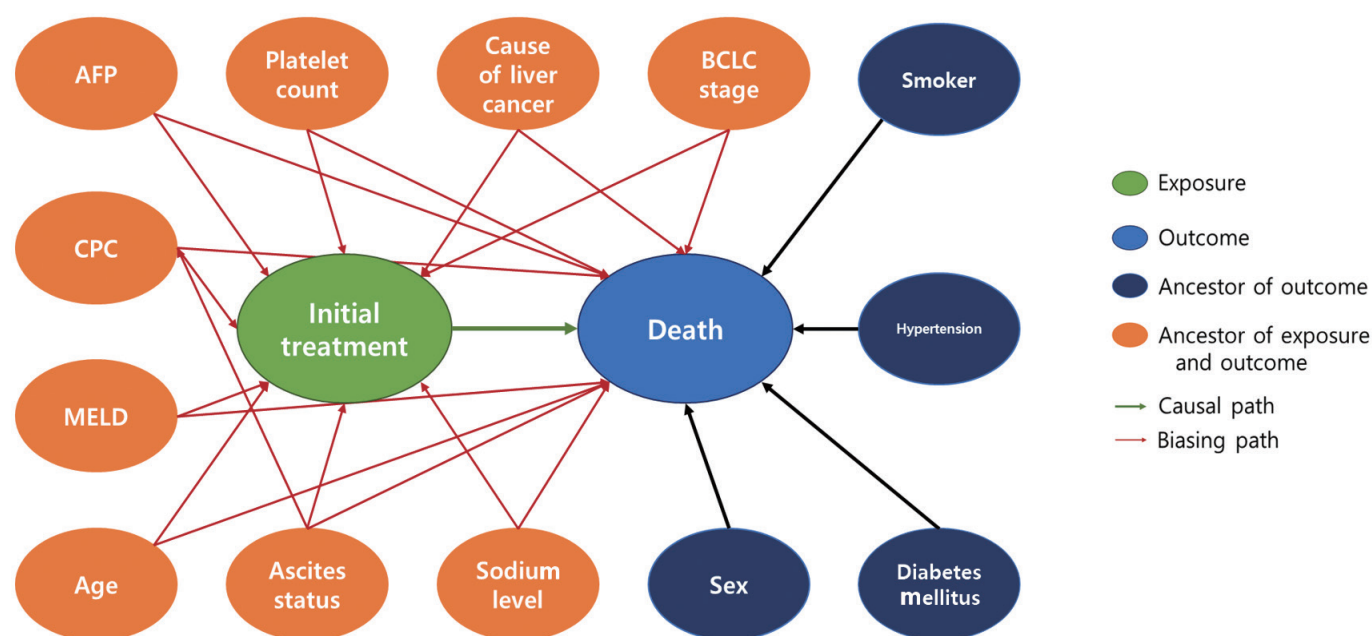 AFP
Platelet
count
Cause
of liver
cancer
BCLC
stage
Smoker
CPC
Initial
treatment
Death
Hypertension
MELD
Age
Ascites
status
Sodium
level
Sex
Diabetes
mellitus
Exposure
Outcome
Ancestor of outcome
Ancestor of exposure
and outcome
Causal path
Biasing path